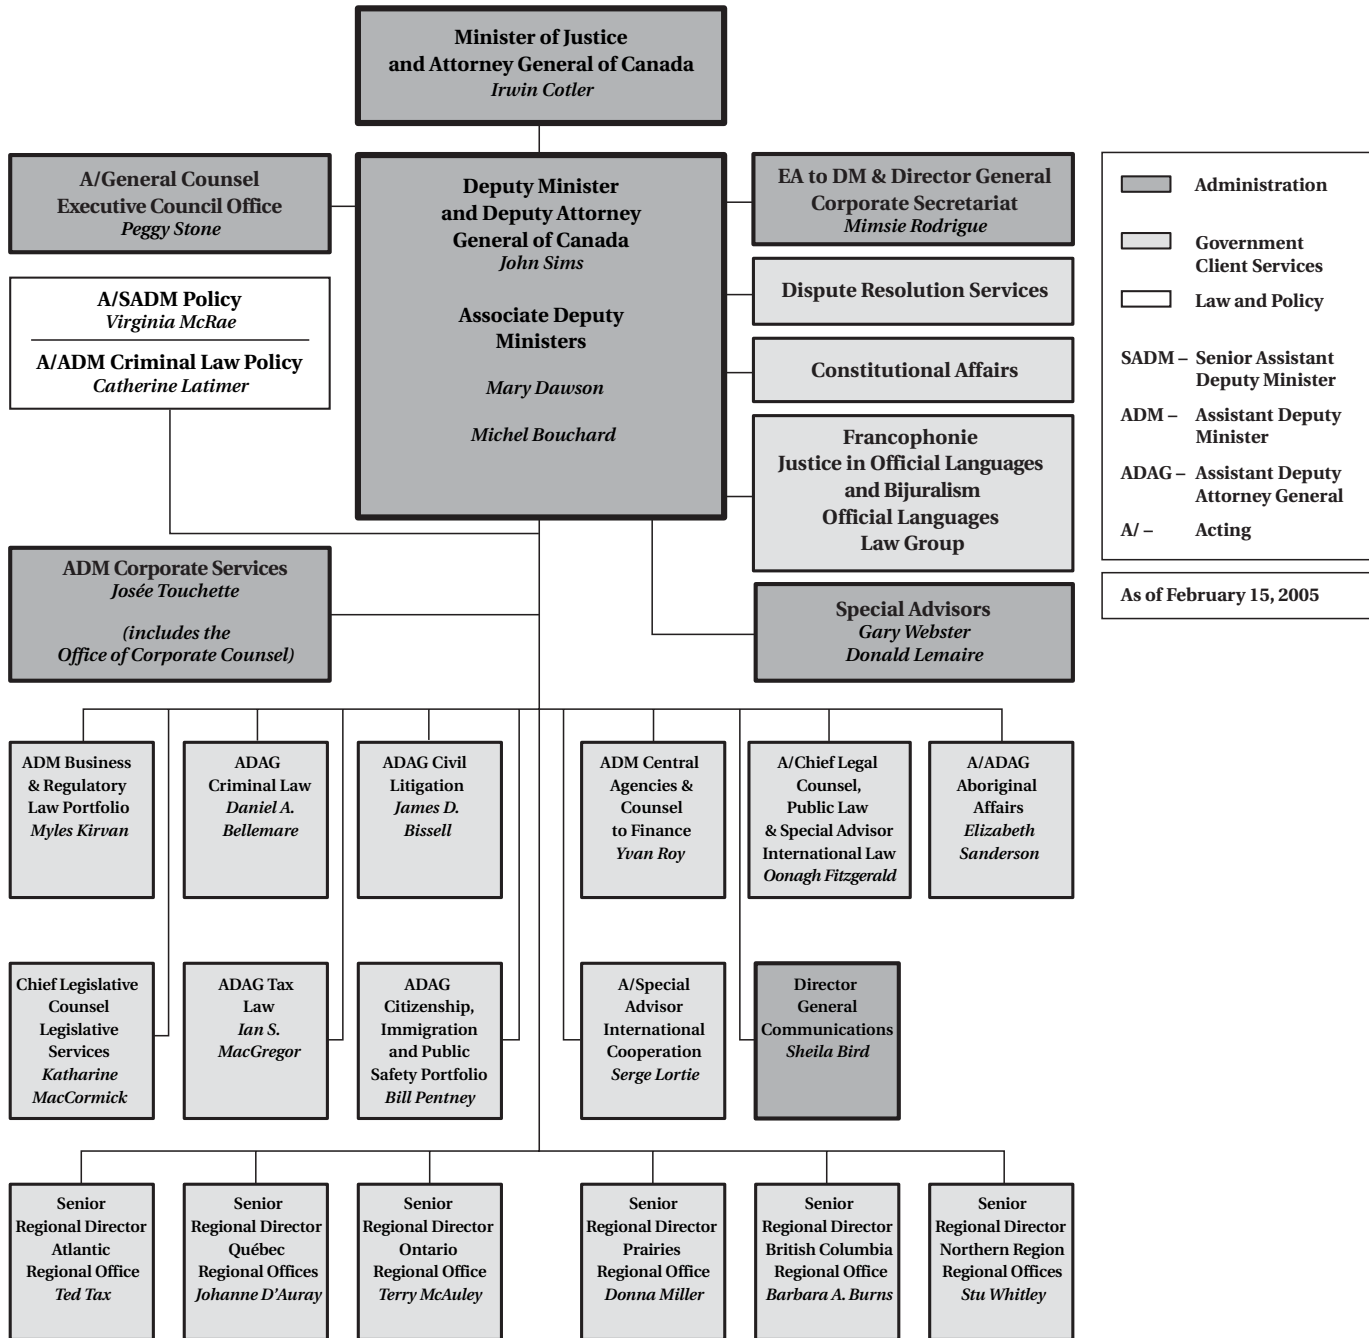 Minister of Justice
and Attorney General of Canada
Irwin Cotler
A/General Counsel
Executive Council Office
Peggy Stone
Deputy Minister
and Deputy Attorney
General of Canada
John Sims
Associate Deputy
Ministers
Mary Dawson
Michel Bouchard
EA to DM & Director General
Corporate Secretariat
Mimsie Rodrigue
A/SADM Policy
Virginia McRae
A/ADM Criminal Law Policy
Catherine Latimer
Dispute Resolution Services
Constitutional Affairs
Francophonie
Justice in Official Languages
and Bijuralism
Official Languages
Law Group
ADM Corporate Services
Josée Touchette
(includes the
Office of Corporate Counsel)
Special Advisors
Gary Webster
Donald Lemaire
Administration
Government
Client Services
Law and Policy
SADM – Senior Assistant
Deputy Minister
ADM – Assistant Deputy
Minister
ADAG – Assistant Deputy
Attorney General
A/ – Acting
As of February 15, 2005
ADM Business
& Regulatory
Law Portfolio
Myles Kirvan
ADAG
Criminal Law
Daniel A.
Bellemare
ADAG Civil
Litigation
James D.
Bissell
ADM Central
Agencies &
Counsel
to Finance
Yvan Roy
A/Chief Legal
Counsel,
Public Law
& Special Advisor
International Law
Oonagh Fitzgerald
A/ADAG
Aboriginal
Affairs
Elizabeth
Sanderson
Chief Legislative
Counsel
Legislative
Services
Katharine
MacCormick
ADAG Tax
Law
Ian S.
MacGregor
ADAG
Citizenship,
Immigration
and Public
Safety Portfolio
Bill Pentney
A/Special
Advisor
International
Cooperation
Serge Lortie
Director
General
Communications
Sheila Bird
Senior
Regional Director
Atlantic
Regional Office
Ted Tax
Senior
Regional Director
Québec
Regional Offices
Johanne D'Auray
Senior
Regional Director
Ontario
Regional Office
Terry McAuley
Senior
Regional Director
Prairies
Regional Office
Donna Miller
Senior
Regional Director
British Columbia
Regional Office
Barbara A. Burns
Senior
Regional Director
Northern Region
Regional Offices
Stu Whitley